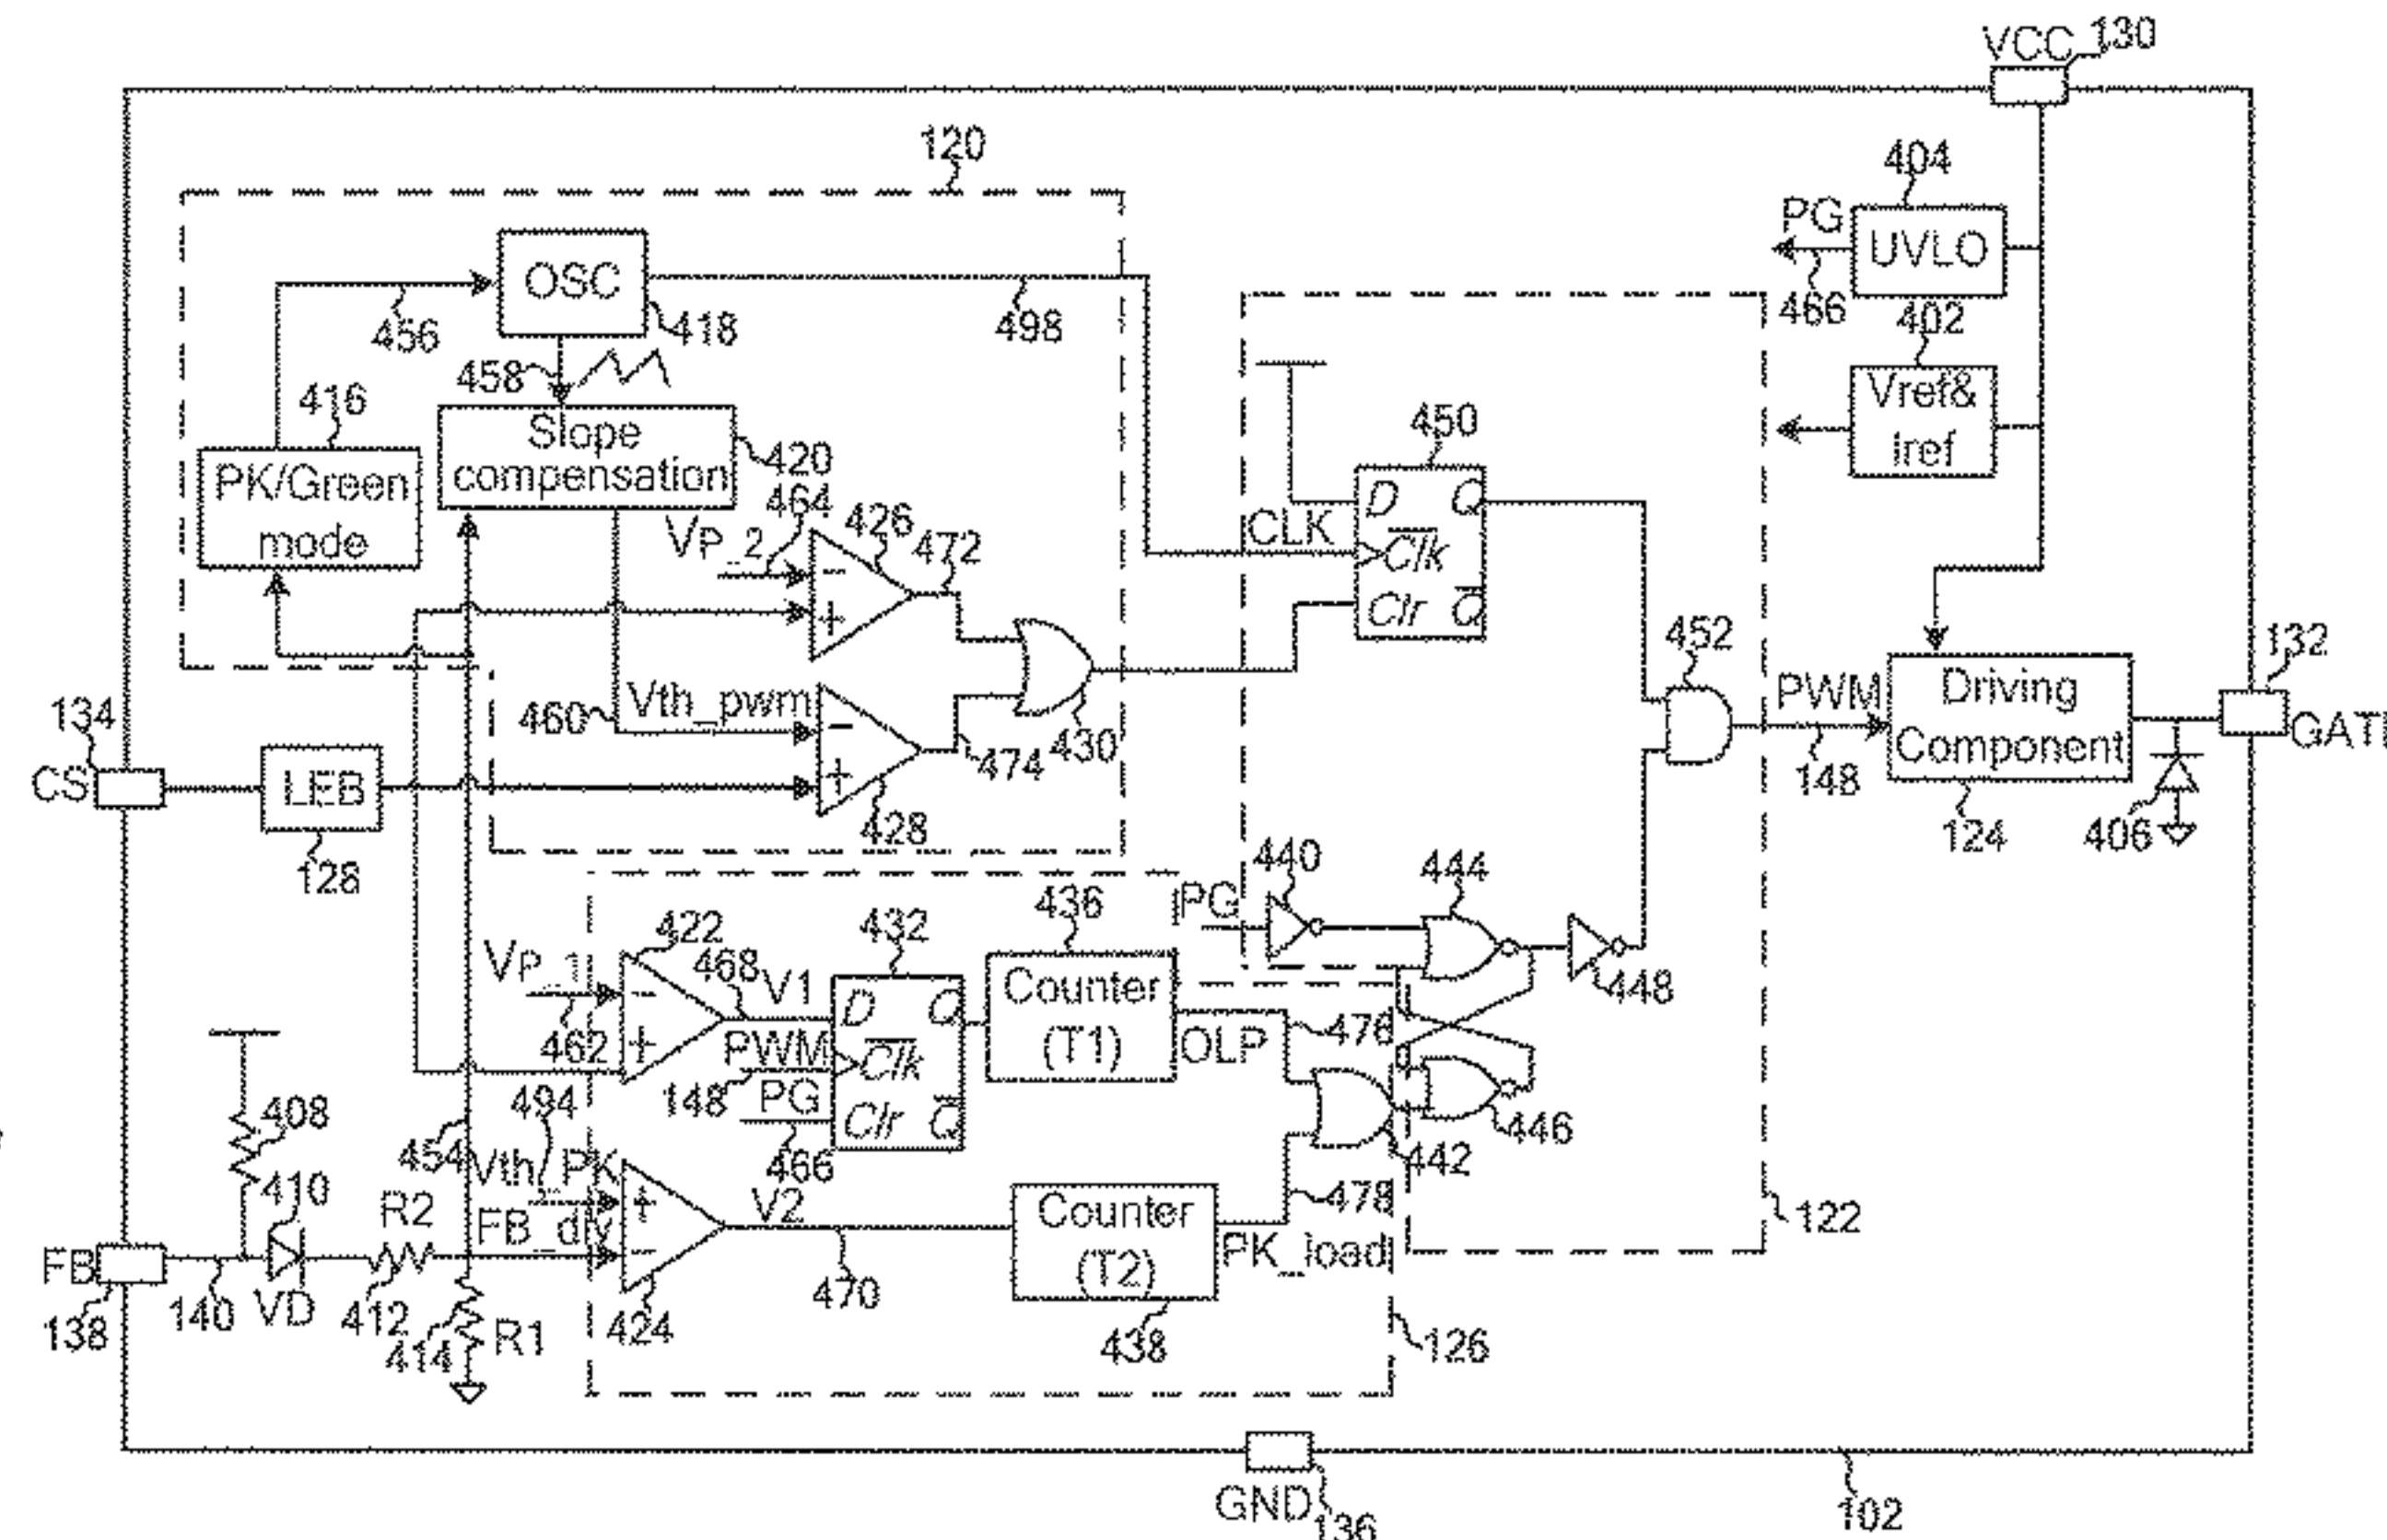 VCC 130
120
404
PG
UVLO
466
402
Vref&
Iref
OSC
418
456
498
458
416
PK/Green
mode
Slope
compensation
420
464
VP_2
426
472
-
+
450
D Q
CLK
Clk
Clr Q
452
132
GATE
PWM
148
Driving
Component
124
406
134
CS
LEB
128
460
Vth_pwm
-
+
474
430
428
440
PG
444
448
422
VP_1
468
V1
-
+
462
PWM
148
PG
466
432
D Q
Clk
Clr Q
436
Counter
(T1)
OLP
476
446
442
408
410
454
494
Vth_PK
FB_div
+
-
V2
470
424
Counter
(T2)
438
PK_load
478
122
126
FB
138
140
VD
R2
412
414
R1
GND
136
102